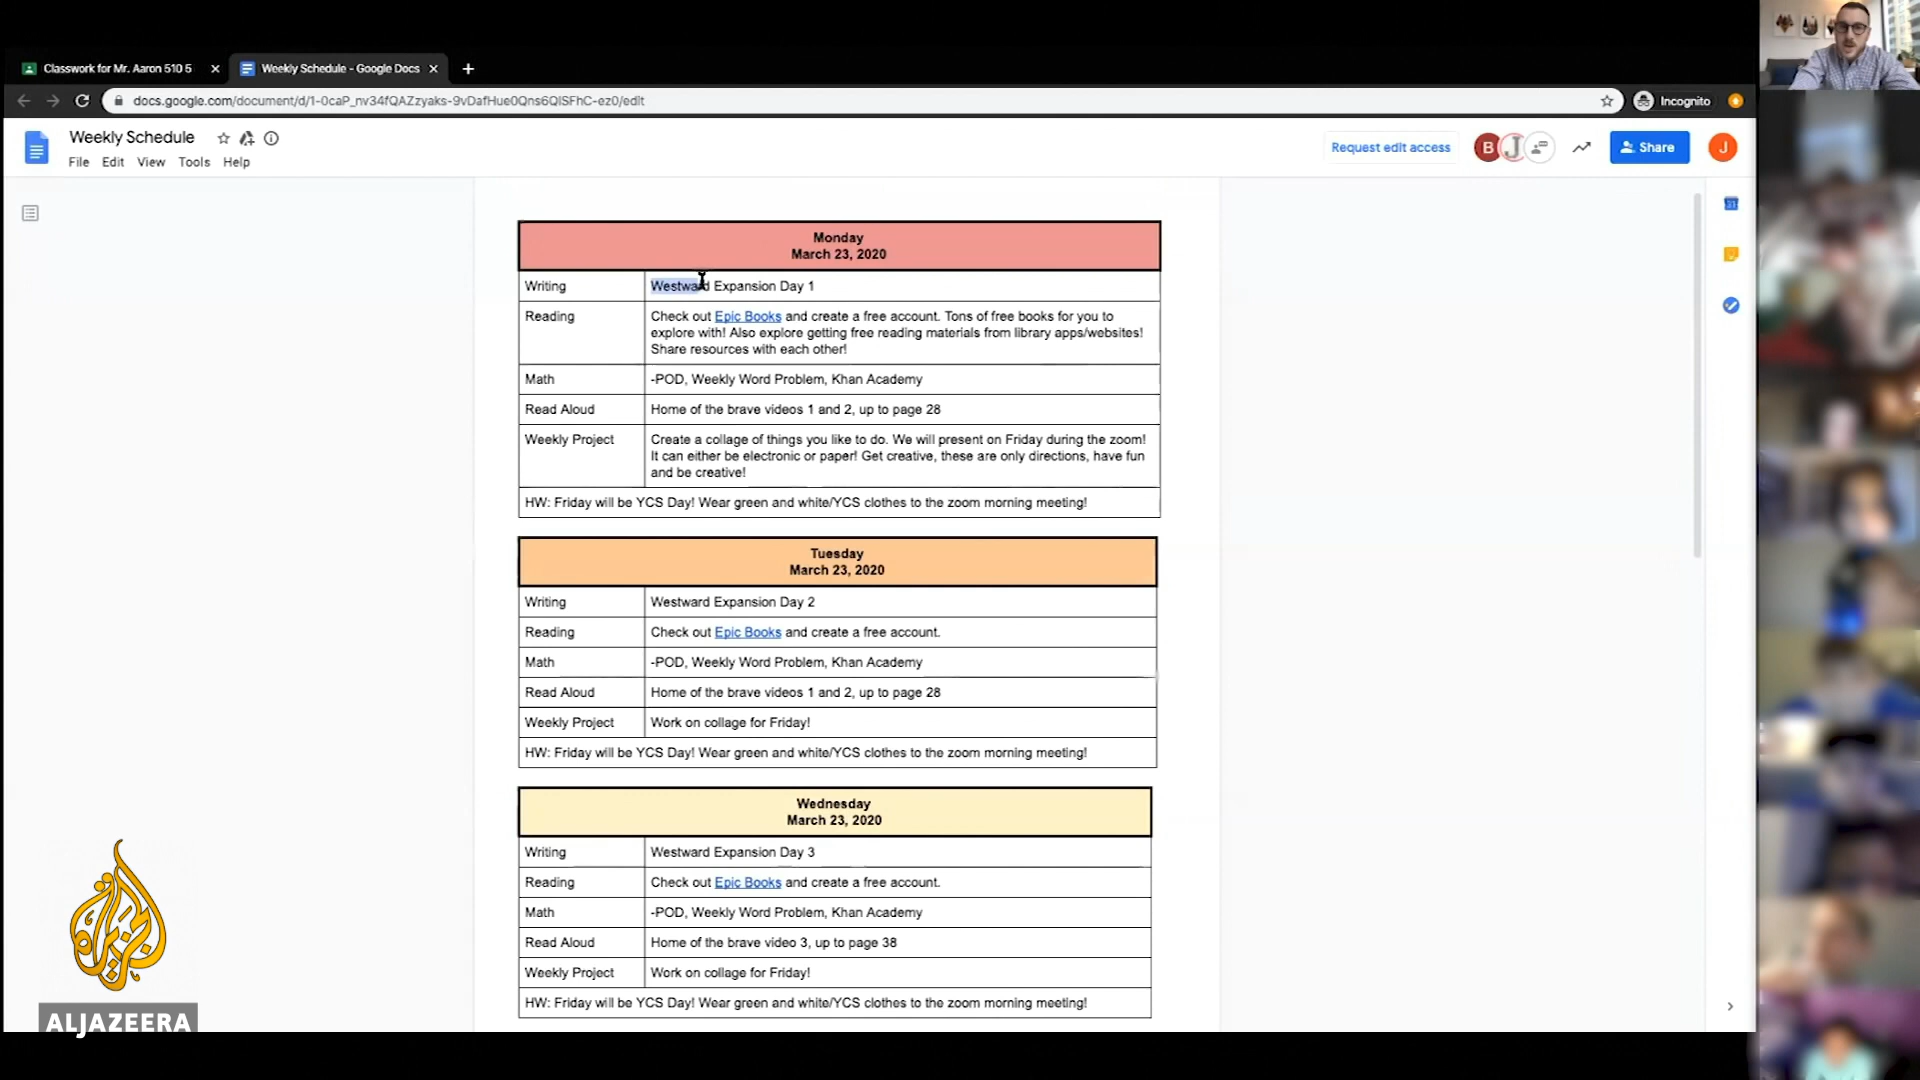 Classwork for Mr. Aaron 510 5
Weekly Schedule - Google Docs
docs.google.com/document/d/1-0caP_nv34fQAZzyaks-9vDafHue0Qns6QlSFhC-ez0/edit
Incognito
Weekly Schedule
File Edit View Tools Help
Request edit access
B
J
Share
J
Monday
March 23, 2020
Writing Westward Expansion Day 1
Reading Check out Epic Books and create a free account. Tons of free books for you to
explore with! Also explore getting free reading materials from library apps/websites!
Share resources with each other!
Math -POD, Weekly Word Problem, Khan Academy
Read Aloud Home of the brave videos 1 and 2, up to page 28
Weekly Project Create a collage of things you like to do. We will present on Friday during the zoom!
It can either be electronic or paper! Get creative, these are only directions, have fun
and be creative!
HW: Friday will be YCS Day! Wear green and white/YCS clothes to the zoom morning meeting!
Tuesday
March 23, 2020
Writing Westward Expansion Day 2
Reading Check out Epic Books and create a free account.
Math -POD, Weekly Word Problem, Khan Academy
Read Aloud Home of the brave videos 1 and 2, up to page 28
Weekly Project Work on collage for Friday!
HW: Friday will be YCS Day! Wear green and white/YCS clothes to the zoom morning meeting!
Wednesday
March 23, 2020
Writing Westward Expansion Day 3
Reading Check out Epic Books and create a free account.
Math -POD, Weekly Word Problem, Khan Academy
Read Aloud Home of the brave video 3, up to page 38
Weekly Project Work on collage for Friday!
HW: Friday will be YCS Day! Wear green and white/YCS clothes to the zoom morning meeting!
الجزيرة
ALJAZEERA